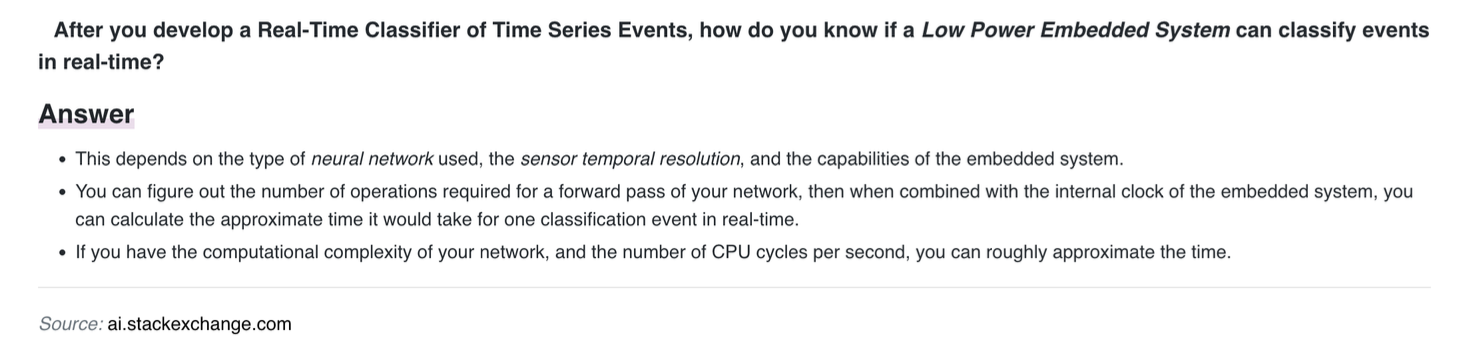 After you develop a Real-Time Classifier of Time Series Events, how do you know if a Low Power Embedded System can classify events
in real-time?
Answer
• This depends on the type of neural network used, the sensor temporal resolution, and the capabilities of the embedded system.
• You can figure out the number of operations required for a forward pass of your network, then when combined with the internal clock of the embedded system, you
can calculate the approximate time it would take for one classification event in real-time.
• If you have the computational complexity of your network, and the number of CPU cycles per second, you can roughly approximate the time.
Source: ai.stackexchange.com